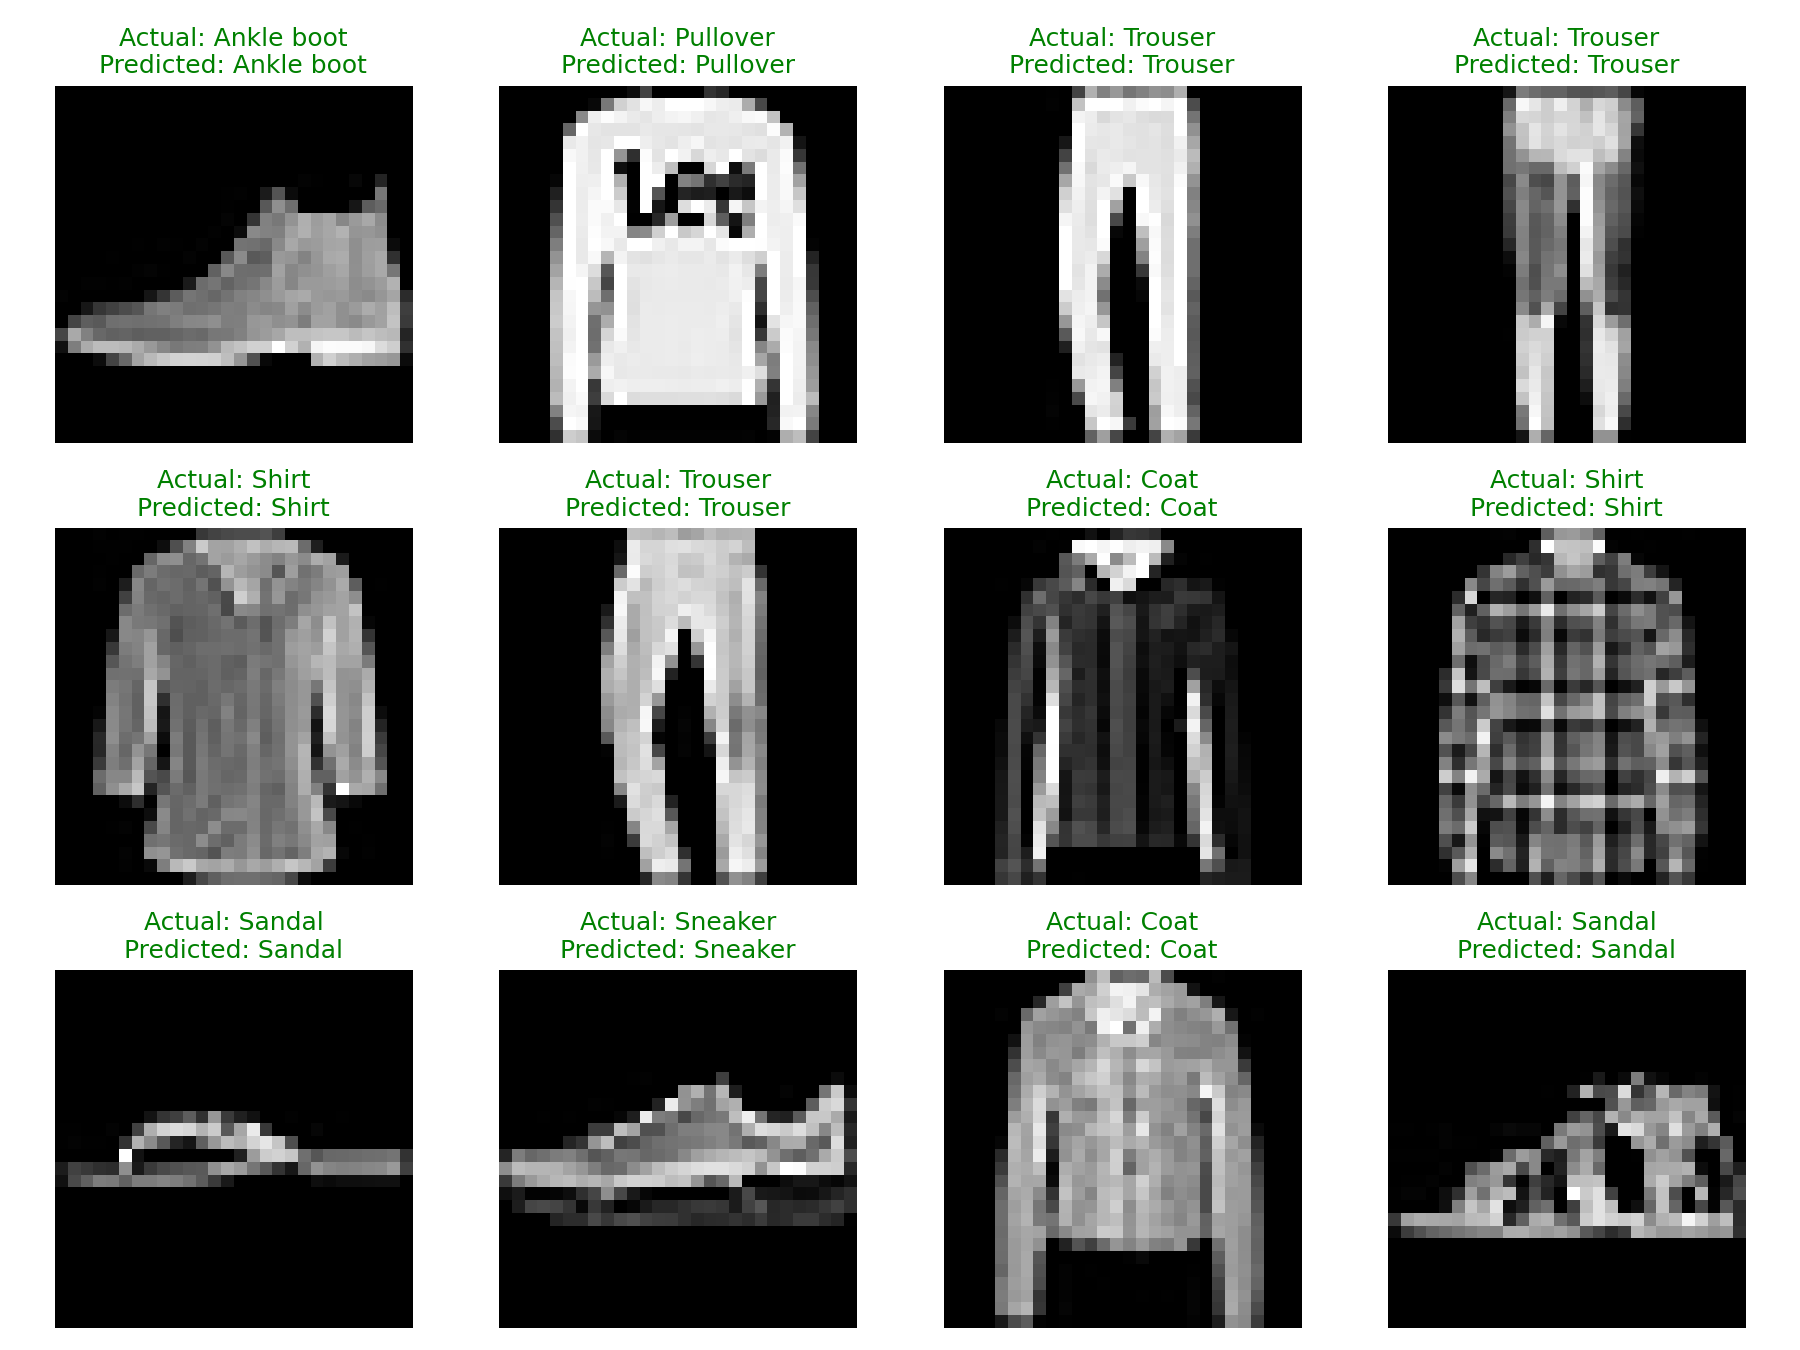 Actual: Ankle boot
Predicted: Ankle boot
Actual: Pullover
Predicted: Pullover
Actual: Trouser
Predicted: Trouser
Actual: Trouser
Predicted: Trouser
Actual: Shirt
Predicted: Shirt
Actual: Trouser
Predicted: Trouser
Actual: Coat
Predicted: Coat
Actual: Shirt
Predicted: Shirt
Actual: Sandal
Predicted: Sandal
Actual: Sneaker
Predicted: Sneaker
Actual: Coat
Predicted: Coat
Actual: Sandal
Predicted: Sandal